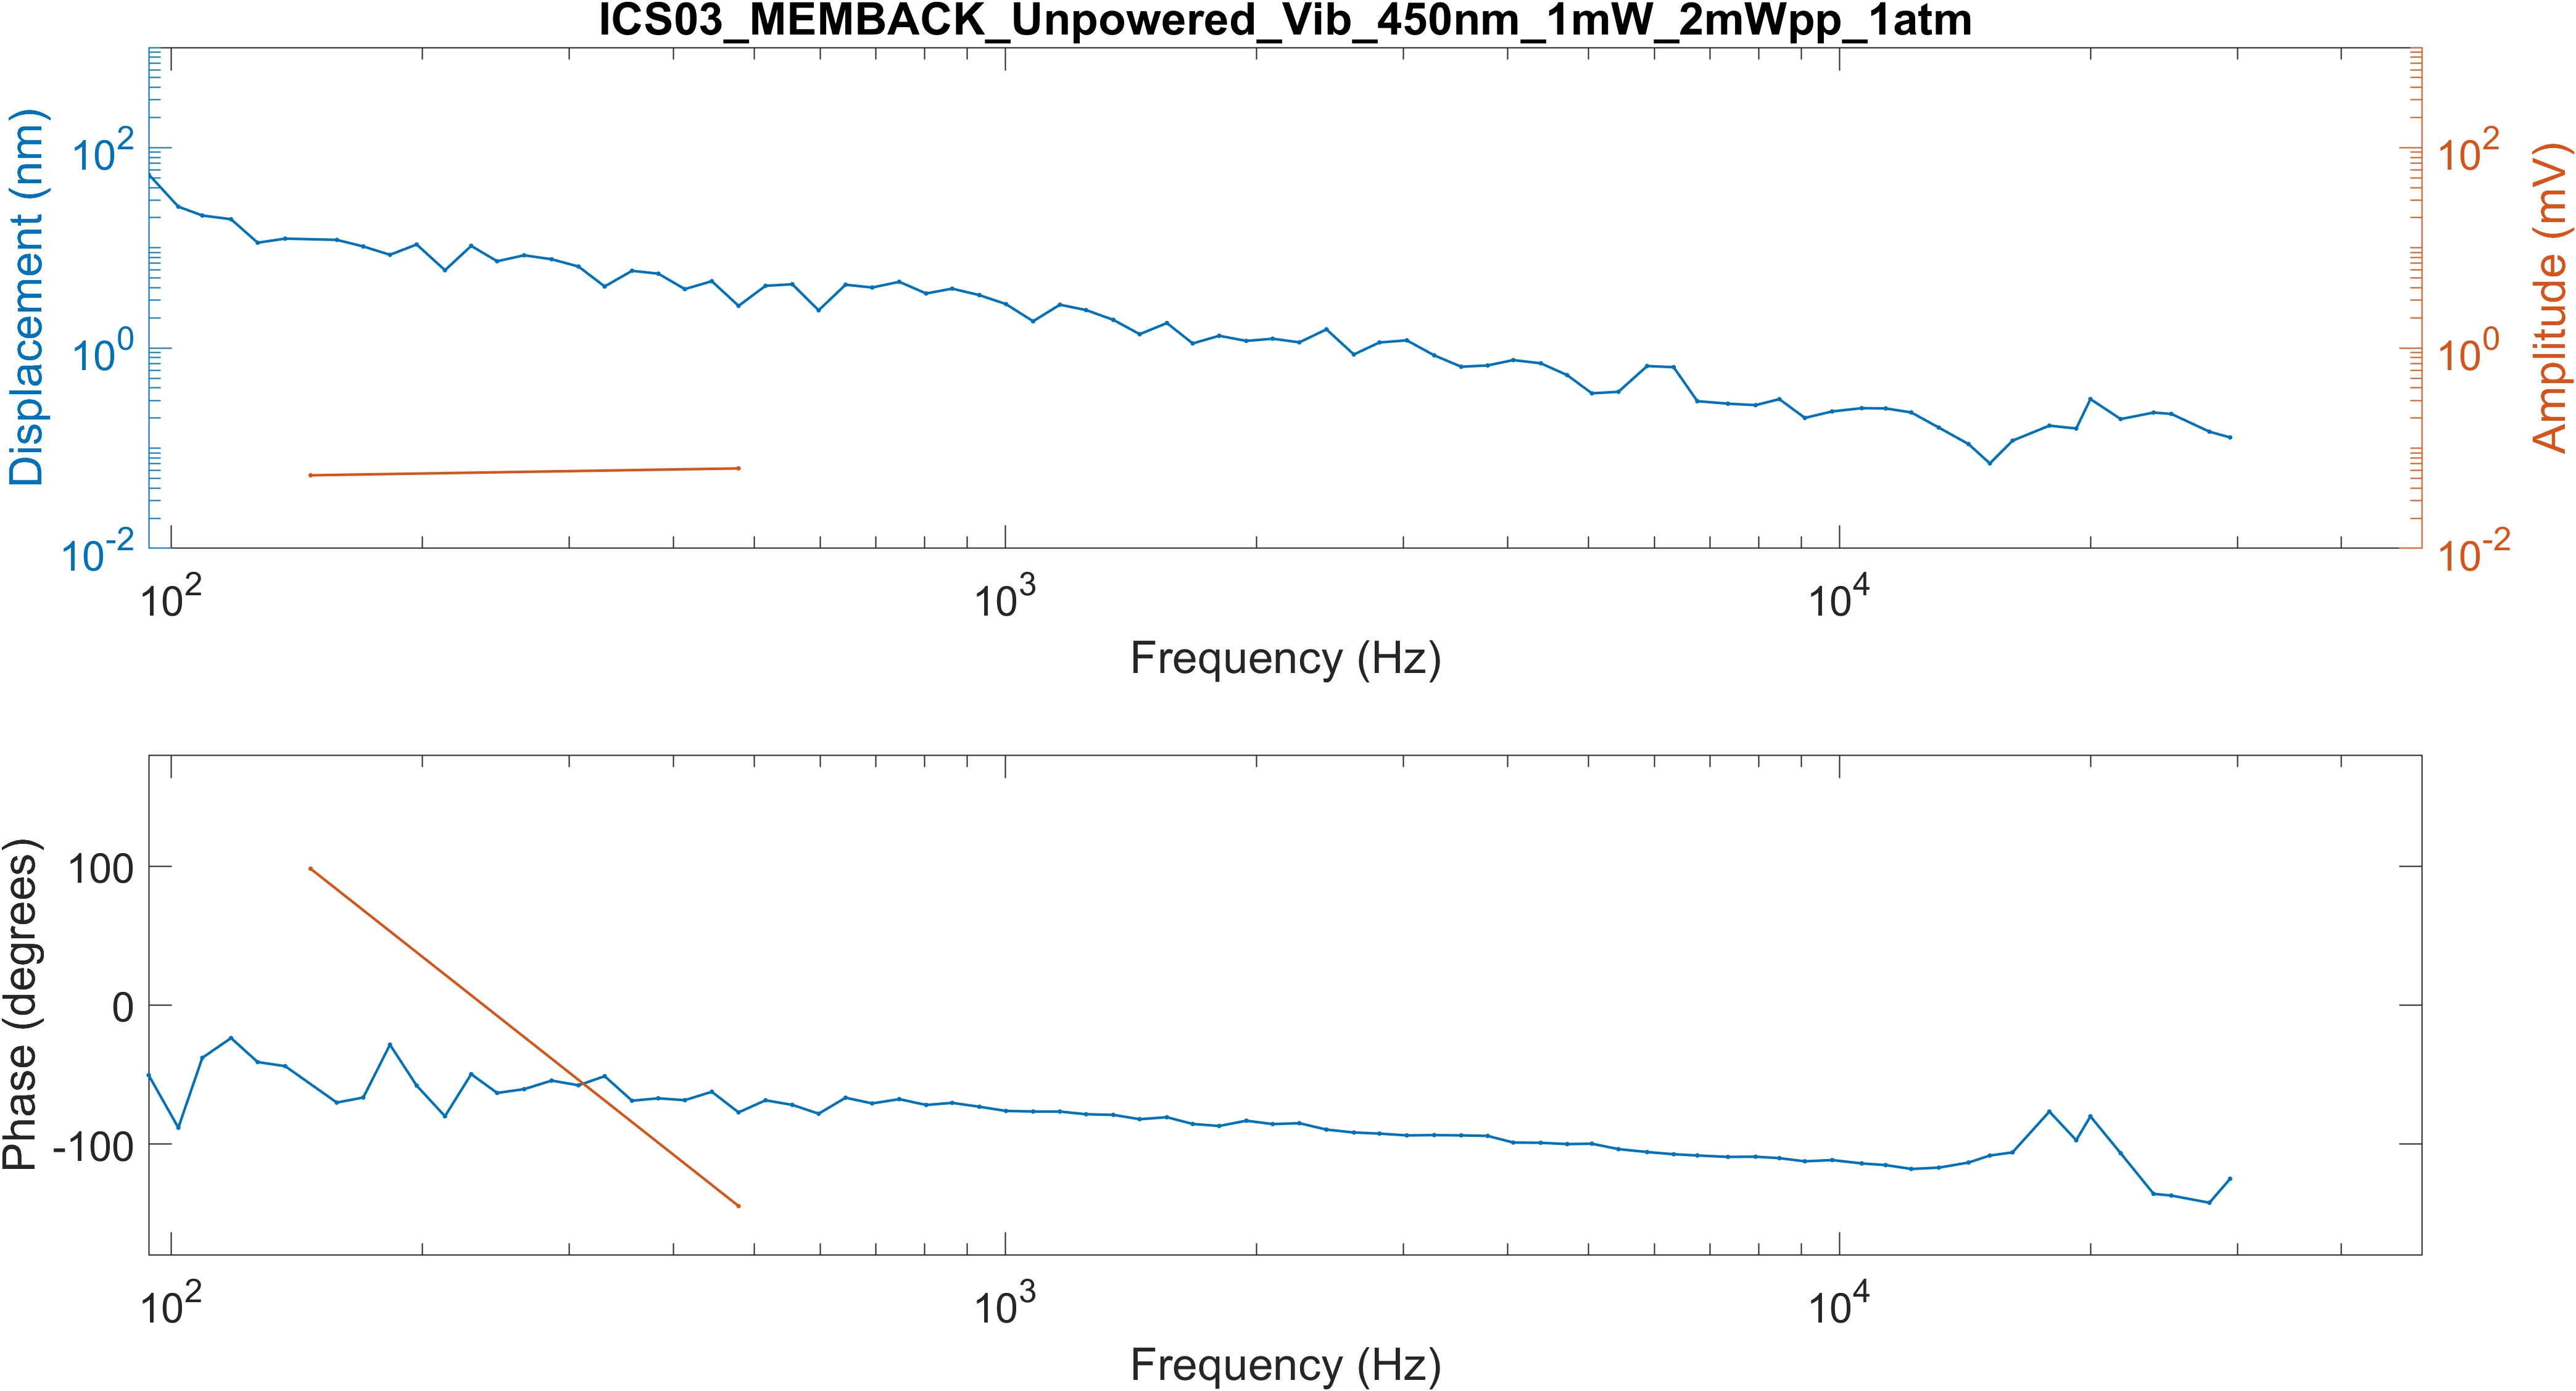 ICS03_MEMBACK_Unpowered_Vib_450nm_1mW_2mWpp_1atm
Displacement (nm)
10^2
10^0
10^-2
10^2
10^0
10^-2
Amplitude (mV)
10^2 10^3 10^4
Frequency (Hz)
Phase (degrees)
100
0
-100
10^2 10^3 10^4
Frequency (Hz)